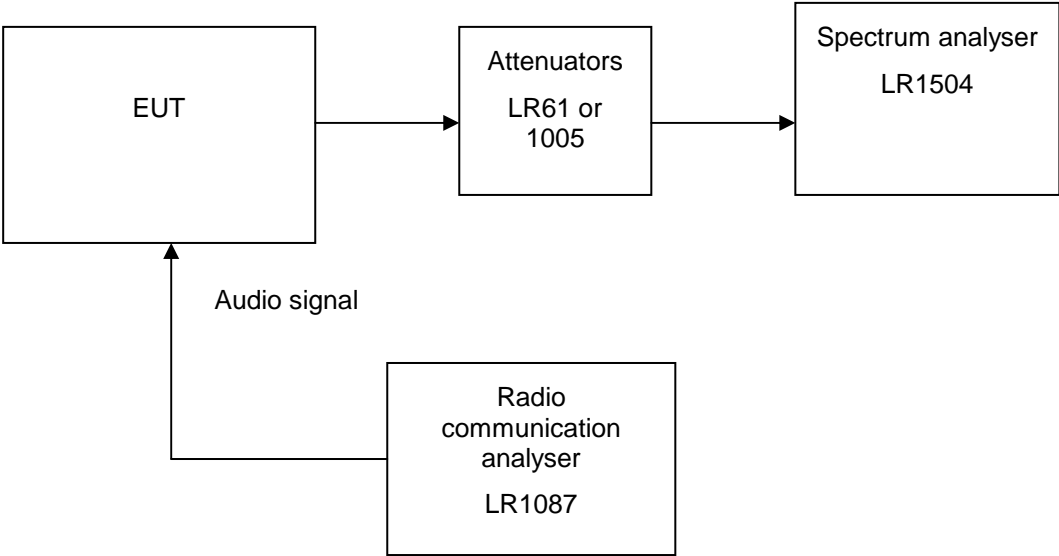 EUT
Attenuators
LR61 or
1005
Spectrum analyser
LR1504
Audio signal
Radio
communication
analyser
LR1087